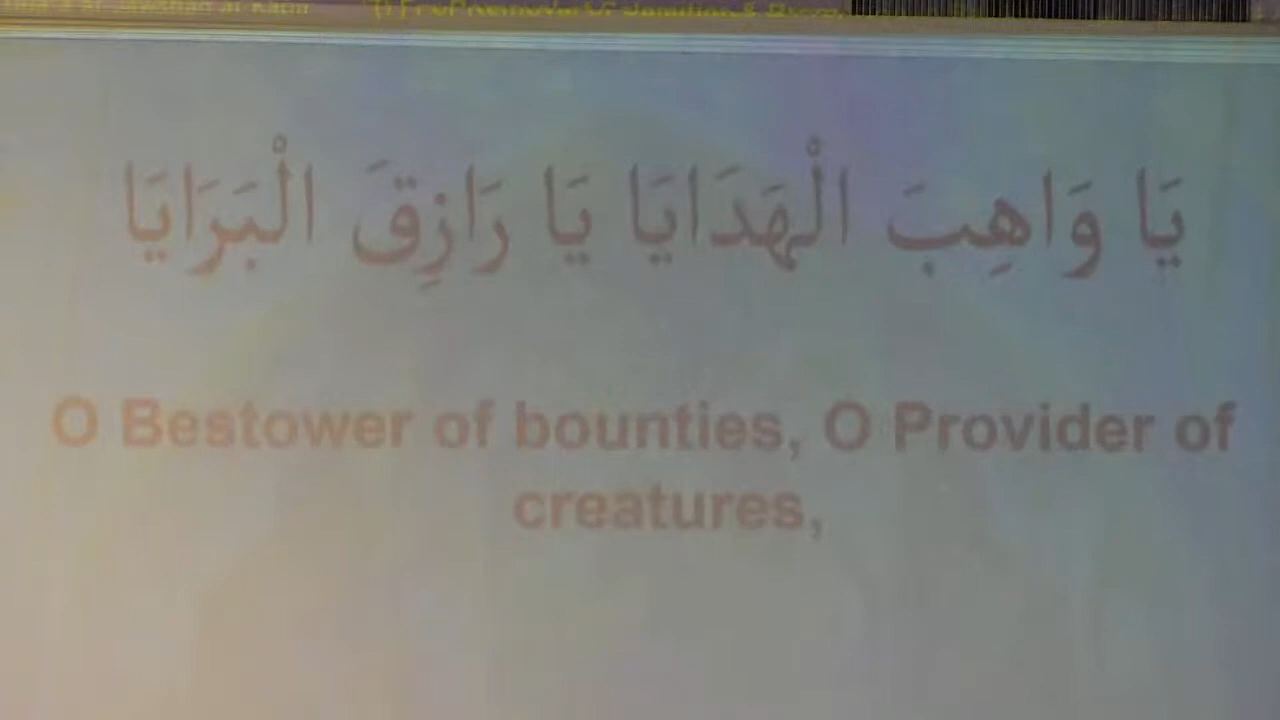 يَا وَاهِبَ الْهَدَايَا يَا رَازِقَ الْبَرَايَا
O Bestower of bounties, O Provider of
creatures,